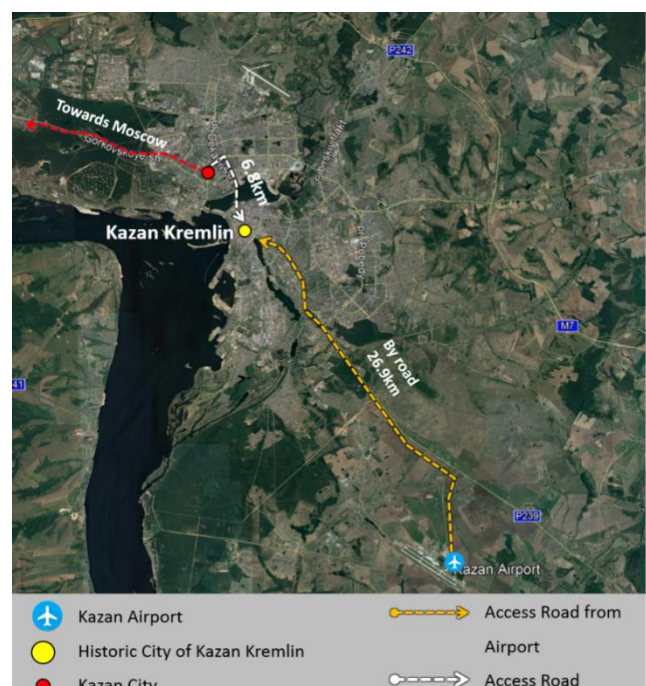 P242
Towards Moscow
Gorkovskoye
6.8km
Kazan Kremlin
M7
By road
26.9km
41
P239
Kazan Airport
Kazan Airport
Historic City of Kazan Kremlin
Kazan City
Access Road from
Airport
Access Road